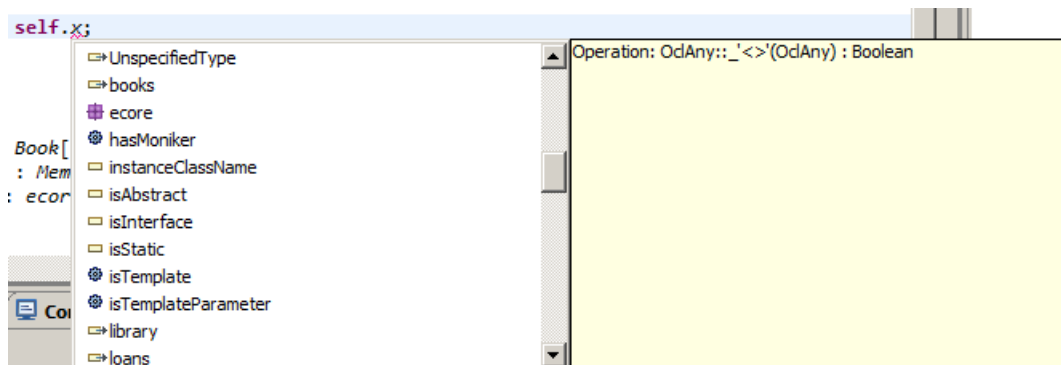 self.x;
UnspecifiedType
books
ecore
hasMoniker
instanceClassName
isAbstract
isInterface
isStatic
isTemplate
isTemplateParameter
library
loans
Operation: OclAny::_'<>'(OclAny) : Boolean
Book[
: Mem
: ecor
Co